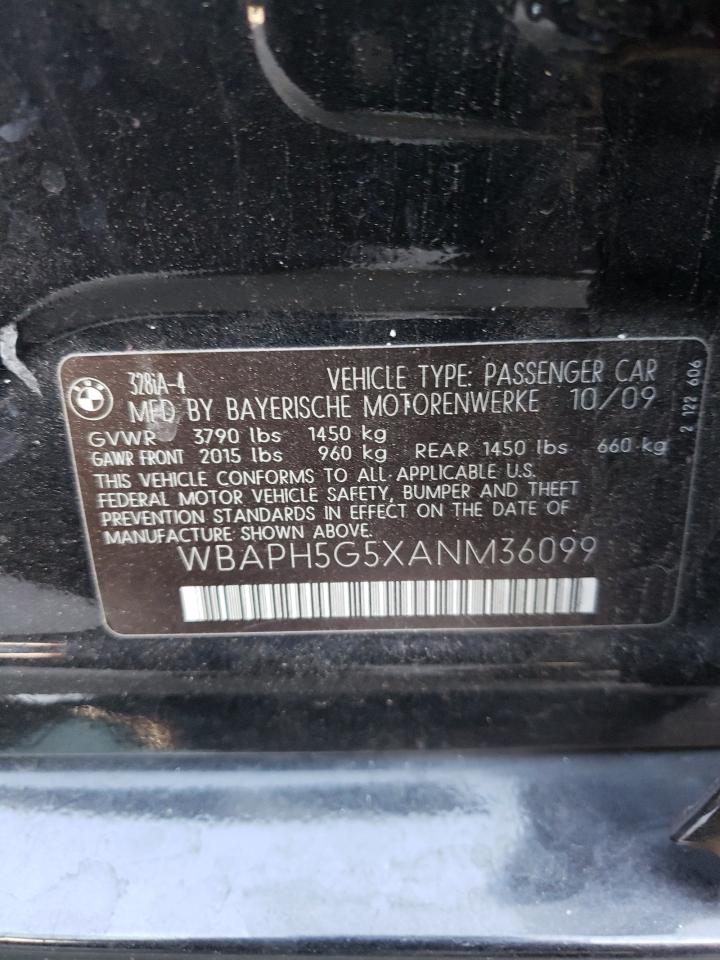 328iA-4 VEHICLE TYPE: PASSENGER CAR
MFD BY BAYERISCHE MOTORENWERKE 10/09
GVWR 3790 lbs 1450 kg
GAWR FRONT 2015 lbs 960 kg REAR 1450 lbs 660 kg
THIS VEHICLE CONFORMS TO ALL APPLICABLE U.S.
FEDERAL MOTOR VEHICLE SAFETY, BUMPER AND THEFT
PREVENTION STANDARDS IN EFFECT ON THE DATE OF
MANUFACTURE SHOWN ABOVE.
WBAPH5G5XANM36099
2 122 606